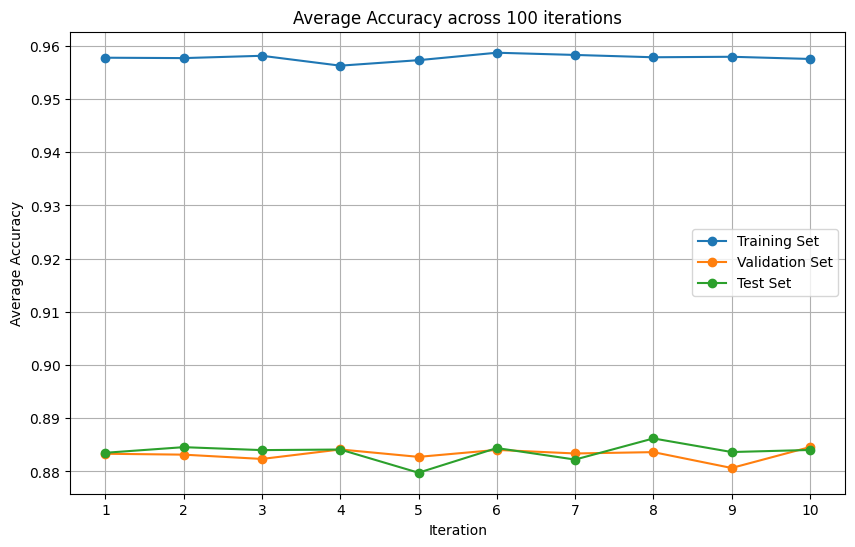 Average Accuracy across 100 iterations
Average Accuracy
0.96
0.95
0.94
0.93
0.92
0.91
0.90
0.89
0.88
Training Set
Validation Set
Test Set
1 2 3 4 5 6 7 8 9 10
Iteration